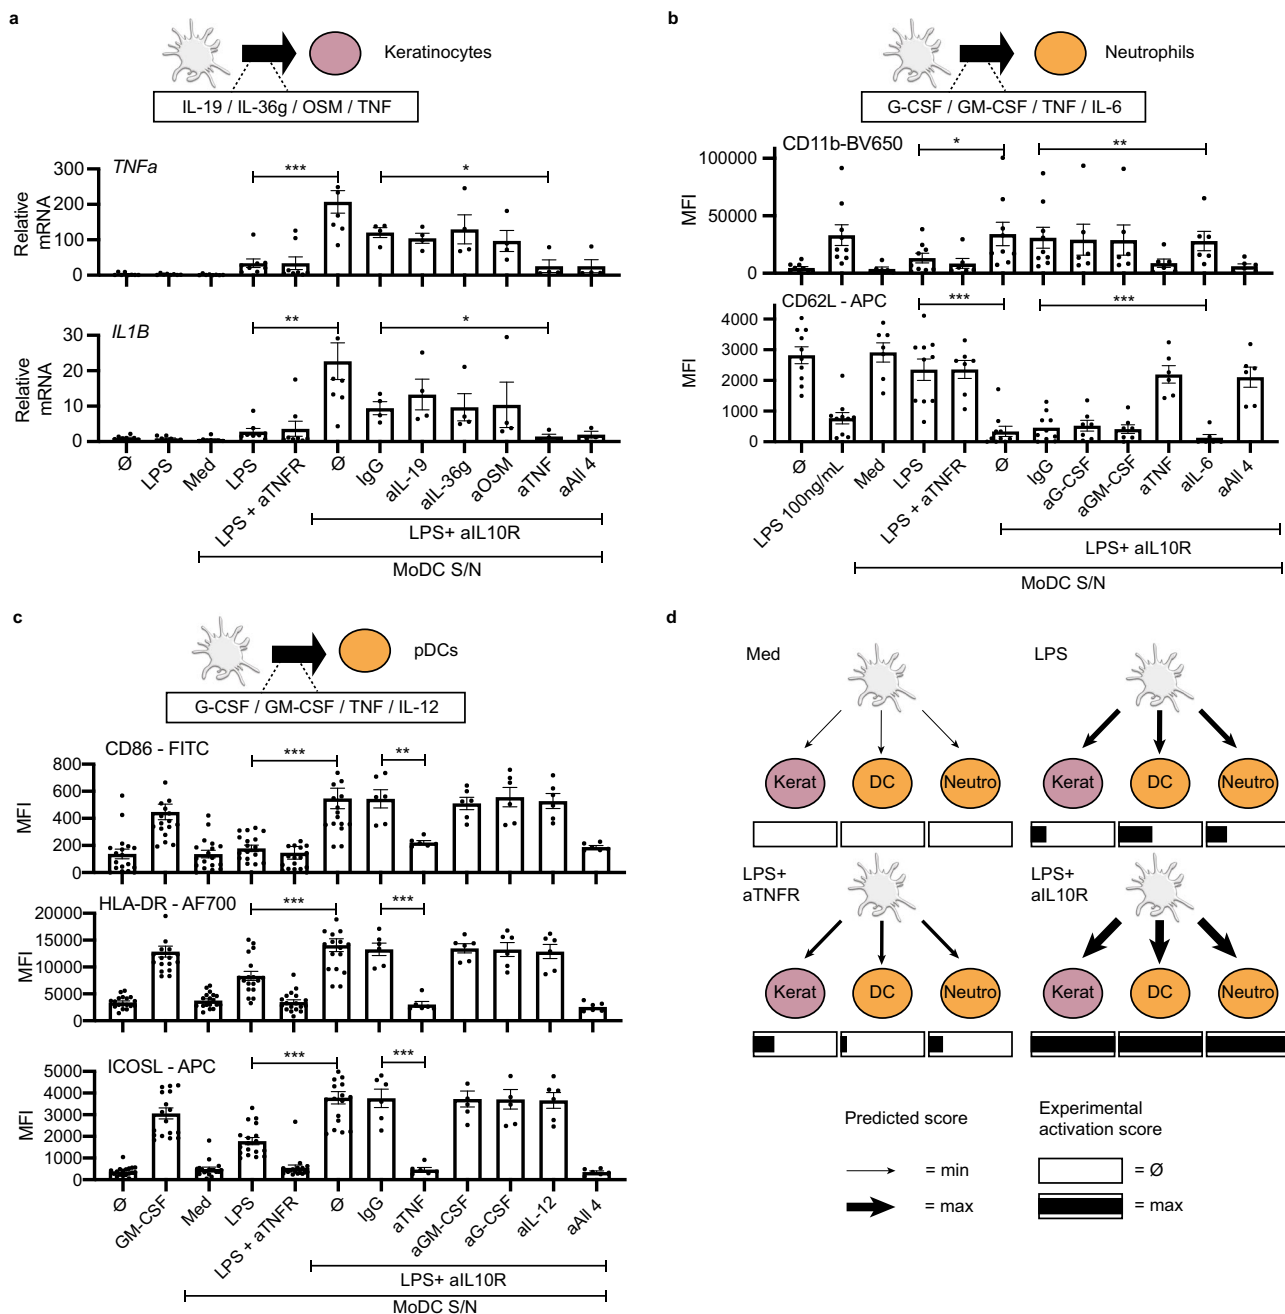 a
Keratinocytes
IL-19 / IL-36g / OSM / TNF
TNFa
Relative
mRNA
300
200
100
0
***
*
IL1B
Relative
mRNA
30
20
10
0
**
*
Ø
LPS
Med
LPS
LPS + aTNFR
Ø
IgG
aIL-19
aIL-36g
aOSM
aTNF
aAll 4
LPS+ aIL10R
MoDC S/N
b
Neutrophils
G-CSF / GM-CSF / TNF / IL-6
CD11b-BV650
MFI
100000
50000
0
*
**
CD62L - APC
MFI
4000
3000
2000
1000
0
***
***
Ø
LPS 100ng/mL
Med
LPS
LPS + aTNFR
Ø
IgG
aG-CSF
aGM-CSF
aTNF
aIL-6
aAll 4
LPS+ aIL10R
MoDC S/N
c
pDCs
G-CSF / GM-CSF / TNF / IL-12
CD86 - FITC
MFI
800
600
400
200
0
***
**
HLA-DR - AF700
MFI
20000
15000
10000
5000
0
***
***
ICOSL - APC
MFI
5000
4000
3000
2000
1000
0
***
***
Ø
GM-CSF
Med
LPS
LPS + aTNFR
Ø
IgG
aTNF
aGM-CSF
aG-CSF
aIL-12
aAll 4
LPS+ aIL10R
MoDC S/N
d
Med
Kerat DC Neutro
LPS
Kerat DC Neutro
LPS+
aTNFR
Kerat DC Neutro
LPS+
aIL10R
Kerat DC Neutro
Predicted score
= min
= max
Experimental
activation score
= Ø
= max